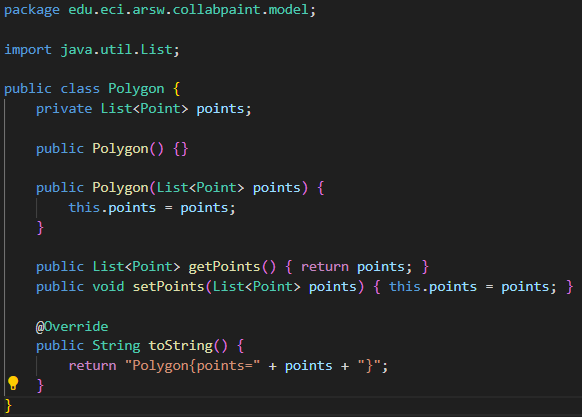 package edu.eci.arsw.collabpaint.model;
import java.util.List;
public class Polygon {
private List<Point> points;
public Polygon() {}
public Polygon(List<Point> points) {
this.points = points;
}
public List<Point> getPoints() { return points; }
public void setPoints(List<Point> points) { this.points = points; }
@Override
public String toString() {
return "Polygon{points=" + points + "}";
}
}